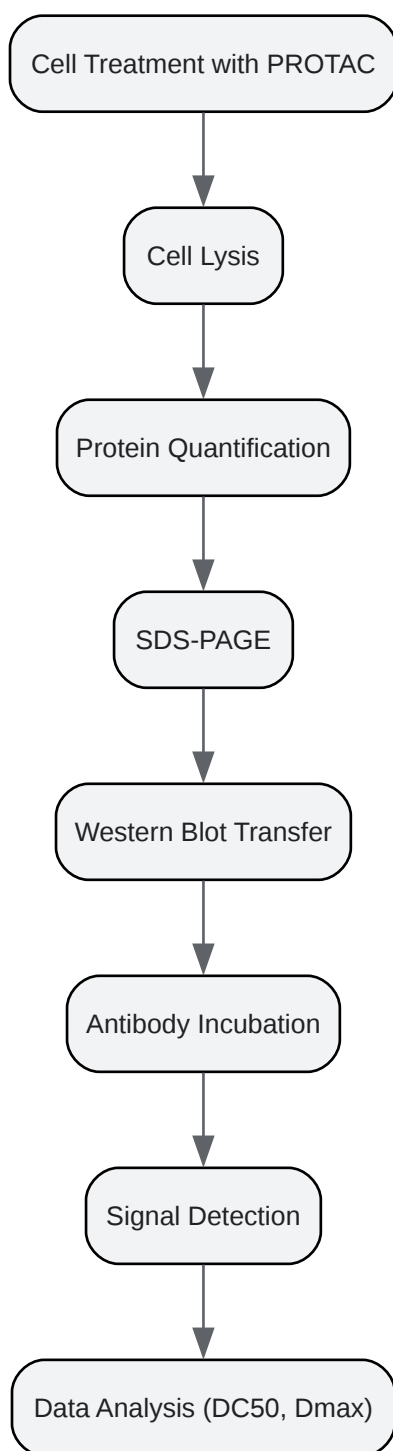 Cell Treatment with PROTAC
Cell Lysis
Protein Quantification
SDS-PAGE
Western Blot Transfer
Antibody Incubation
Signal Detection
Data Analysis (DC50, Dmax)